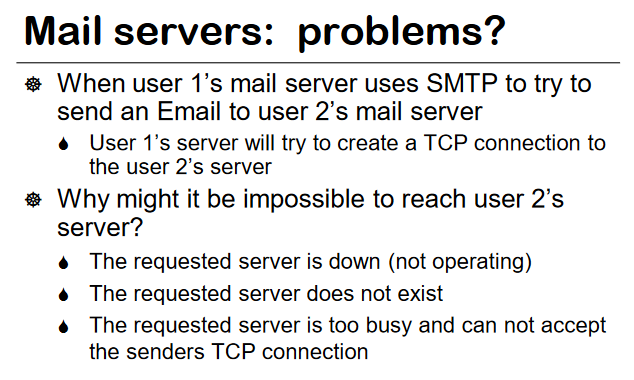 Mail servers: problems?
When user 1's mail server uses SMTP to try to
send an Email to user 2's mail server
User 1's server will try to create a TCP connection to
the user 2's server
Why might it be impossible to reach user 2's
server?
The requested server is down (not operating)
The requested server does not exist
The requested server is too busy and can not accept
the senders TCP connection